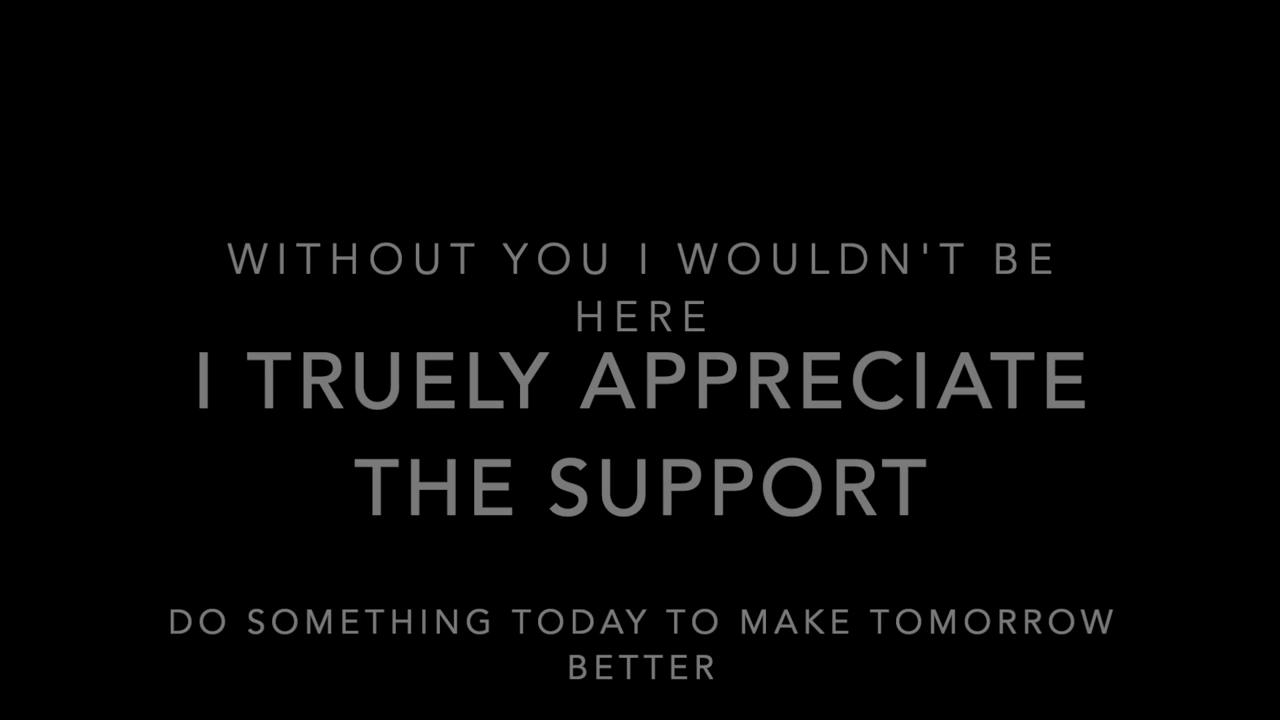 WITHOUT YOU I WOULDN'T BE
HERE
I TRUELY APPRECIATE
THE SUPPORT
DO SOMETHING TODAY TO MAKE TOMORROW
BETTER